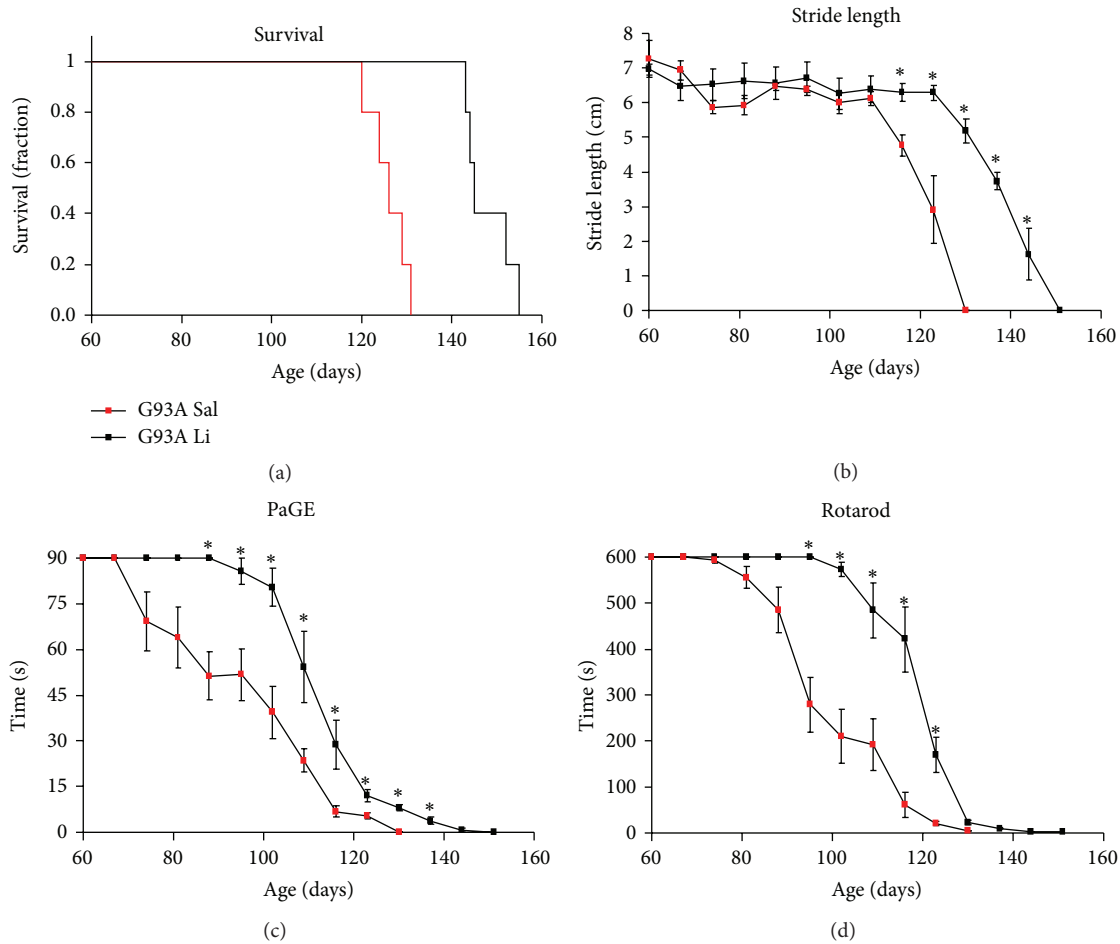 Survival
1
0.8
0.6
0.4
0.2
0.0
Survival (fraction)
60 80 100 120 140 160
Age (days)
G93A Sal
G93A Li
(a)
Stride length
8
7
6
5
4
3
2
1
0
Stride length (cm)
* * * * *
60 80 100 120 140 160
Age (days)
(b)
PaGE
90
75
60
45
30
15
0
Time (s)
* * * * * * * *
60 80 100 120 140 160
Age (days)
(c)
Rotarod
600
500
400
300
200
100
0
Time (s)
* * * * *
60 80 100 120 140 160
Age (days)
(d)